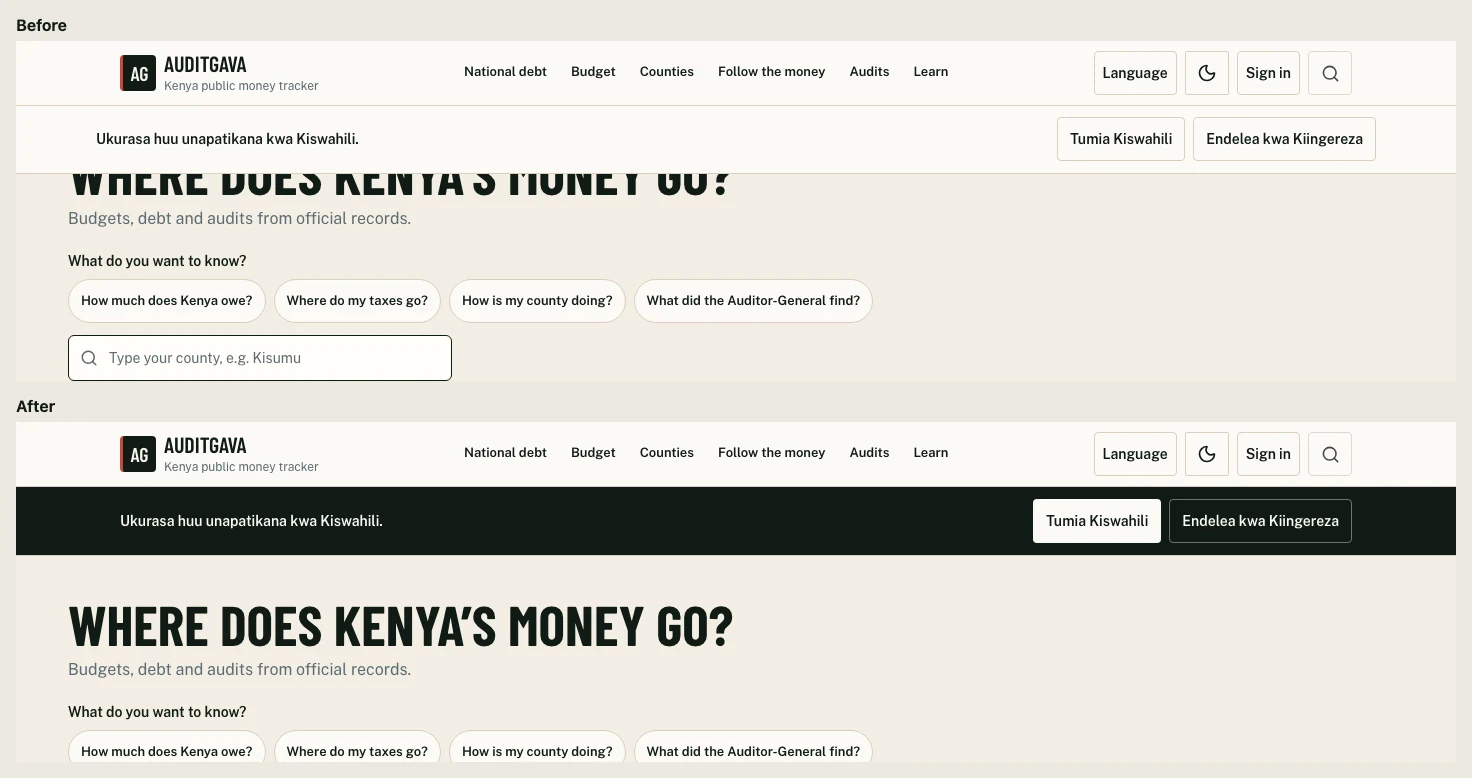 Before
AG
AUDITGAVA
Kenya public money tracker
National debt
Budget
Counties
Follow the money
Audits
Learn
Language
Sign in
Ukurasa huu unapatikana kwa Kiswahili.
Tumia Kiswahili
Endelea kwa Kiingereza
WHERE DOES KENYA'S MONEY GO?
Budgets, debt and audits from official records.
What do you want to know?
How much does Kenya owe?
Where do my taxes go?
How is my county doing?
What did the Auditor-General find?
Type your county, e.g. Kisumu
After
AG
AUDITGAVA
Kenya public money tracker
National debt
Budget
Counties
Follow the money
Audits
Learn
Language
Sign in
Ukurasa huu unapatikana kwa Kiswahili.
Tumia Kiswahili
Endelea kwa Kiingereza
WHERE DOES KENYA’S MONEY GO?
Budgets, debt and audits from official records.
What do you want to know?
How much does Kenya owe?
Where do my taxes go?
How is my county doing?
What did the Auditor-General find?